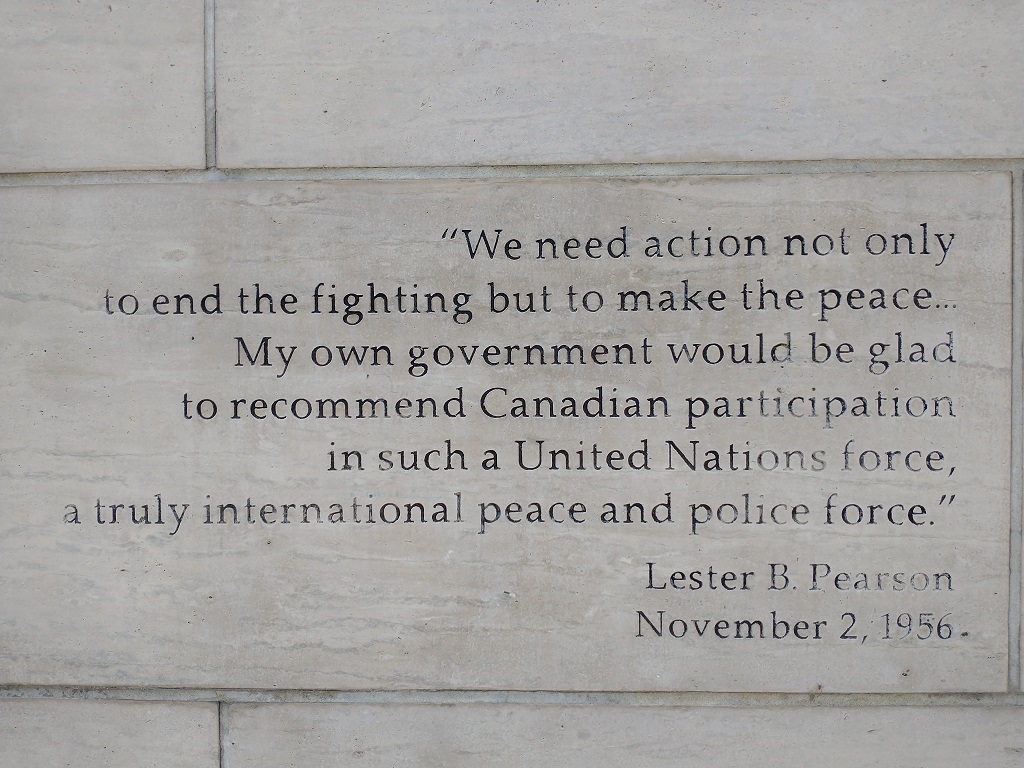 “We need action not only
to end the fighting but to make the peace...
My own government would be glad
to recommend Canadian participation
in such a United Nations force,
a truly international peace and police force.”
Lester B. Pearson
November 2, 1956